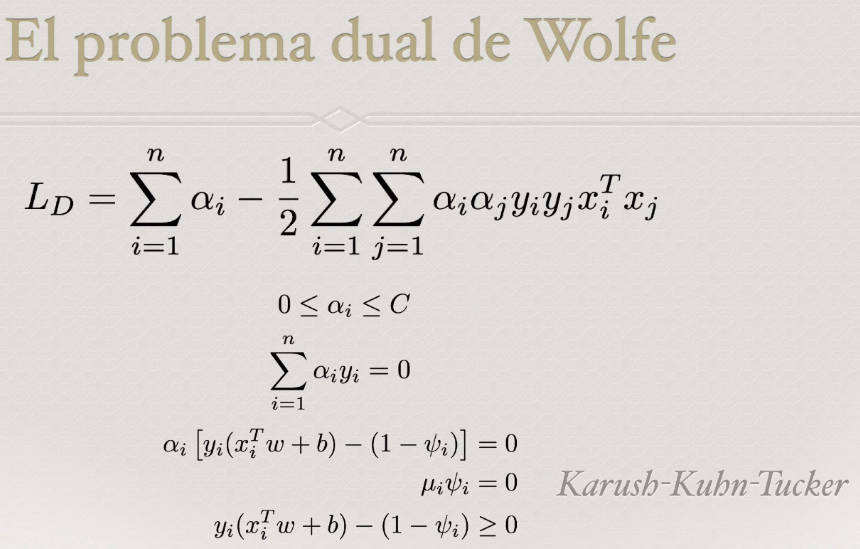 El problema dual de Wolfe
L_D = \sum_{i=1}^{n} \alpha_i - \frac{1}{2} \sum_{i=1}^{n} \sum_{j=1}^{n} \alpha_i \alpha_j y_i y_j x_i^T x_j
0 \leq \alpha_i \leq C
\sum_{i=1}^{n} \alpha_i y_i = 0
\alpha_i [y_i(x_i^T w + b) - (1 - \psi_i)] = 0
\mu_i \psi_i = 0 Karush-Kuhn-Tucker
y_i(x_i^T w + b) - (1 - \psi_i) \geq 0